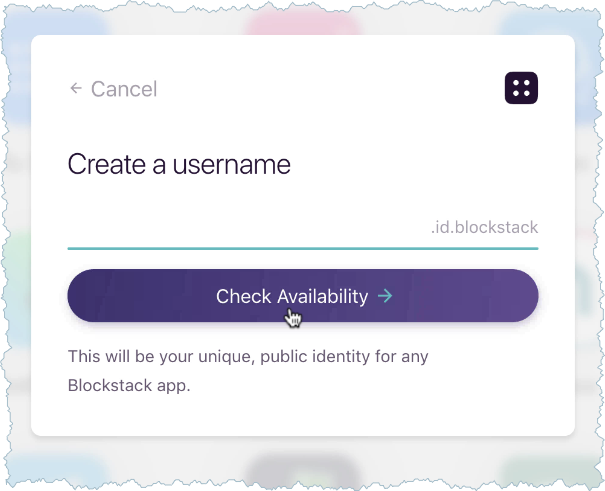 ← Cancel
Create a username
.id.blockstack
Check Availability →
This will be your unique, public identity for any
Blockstack app.